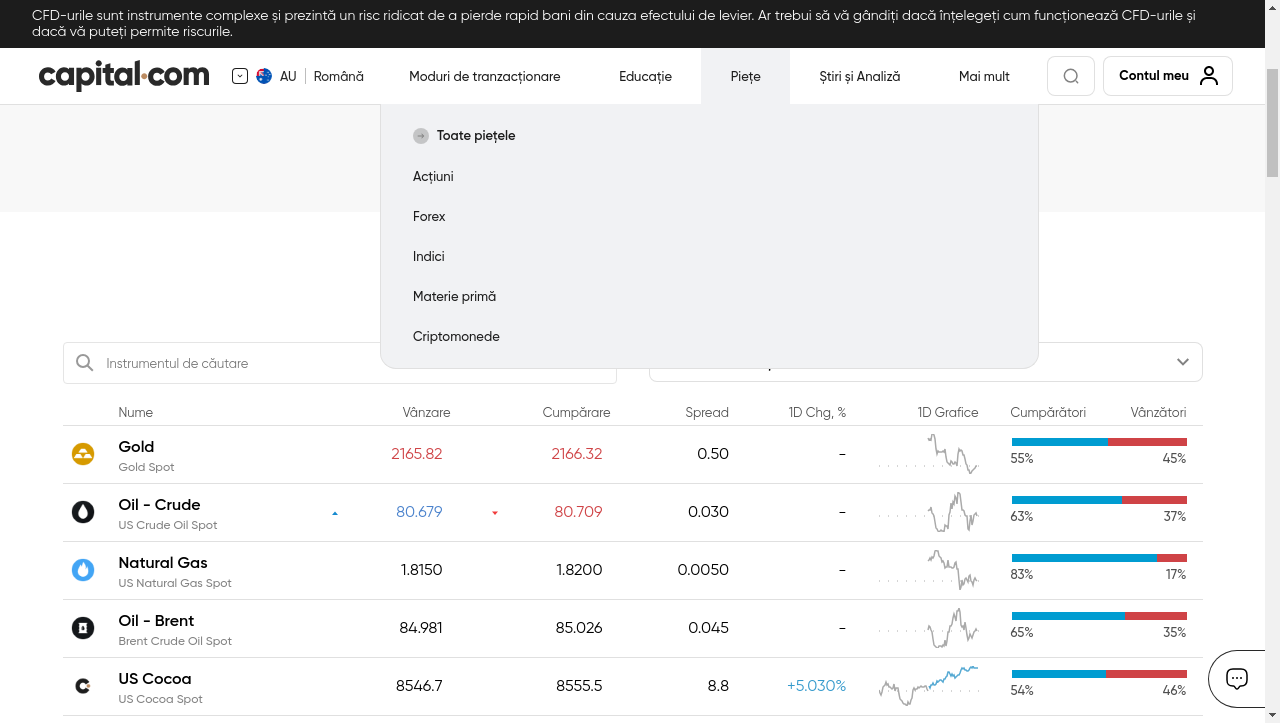 CFD-urile sunt instrumente complexe și prezintă un risc ridicat de a pierde rapid bani din cauza efectului de levier. Ar trebui să vă gândiți dacă înțelegeți cum funcționează CFD-urile și
dacă vă puteți permite riscurile.
capital.com AU Română Moduri de tranzacționare Educație Piețe Știri și Analiză Mai mult Contul meu
Toate piețele
Acțiuni
Forex
Indici
Materie primă
Criptomonede
Instrumentul de căutare
Nume Vânzare Cumpărare Spread 1D Chg, % 1D Grafice Cumpărători Vânzători
Gold 2165.82 2166.32 0.50 -
Gold Spot 55% 45%
Oil - Crude 80.679 80.709 0.030 -
US Crude Oil Spot 63% 37%
Natural Gas 1.8150 1.8200 0.0050 -
US Natural Gas Spot 83% 17%
Oil - Brent 84.981 85.026 0.045 -
Brent Crude Oil Spot 65% 35%
US Cocoa 8546.7 8555.5 8.8 +5.030%
US Cocoa Spot 54% 46%